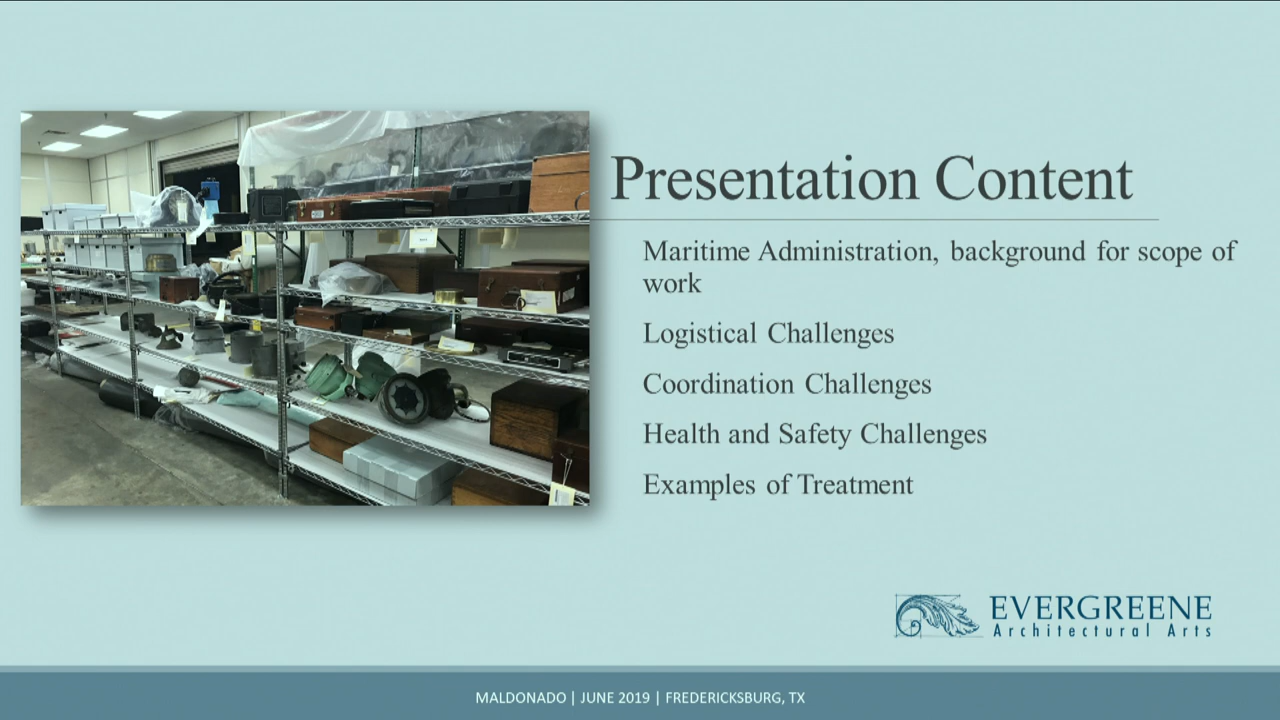 Presentation Content
Maritime Administration, background for scope of
work
Logistical Challenges
Coordination Challenges
Health and Safety Challenges
Examples of Treatment
EVERGREENE
Architectural Arts
MALDONADO | JUNE 2019 | FREDERICKSBURG, TX